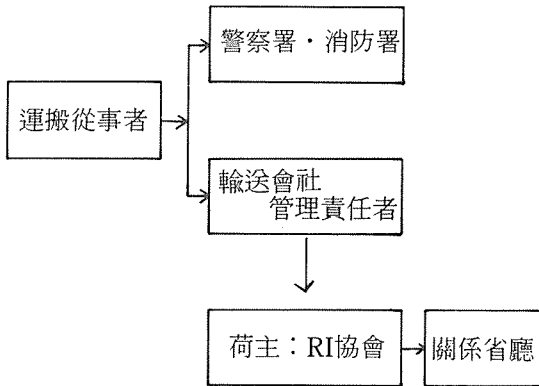 警察署・消防署
運搬從事者
輸送會社
管理責任者
荷主：RI協會
關係省廳